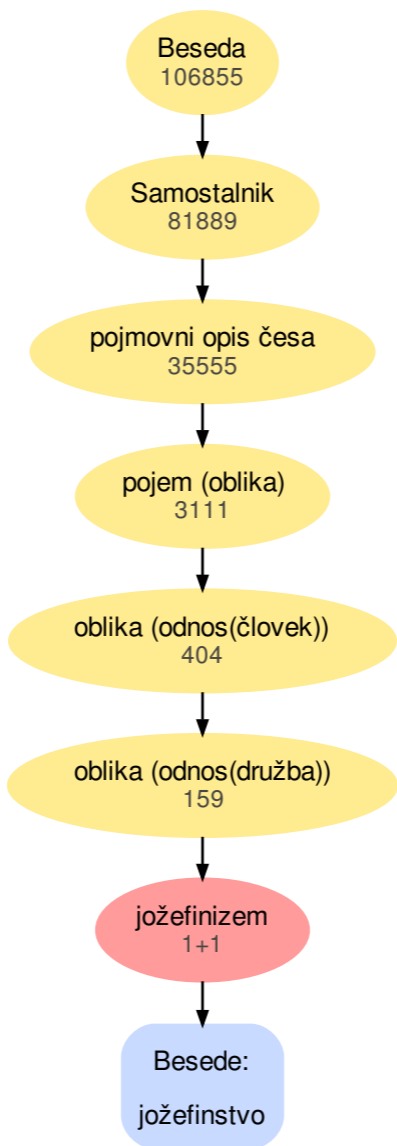 Beseda
106855
Samostalnik
81889
pojmovni opis česa
35555
pojem (oblika)
3111
oblika (odnos(človek))
404
oblika (odnos(družba))
159
jožefinizem
1+1
Besede:
jožefinstvo